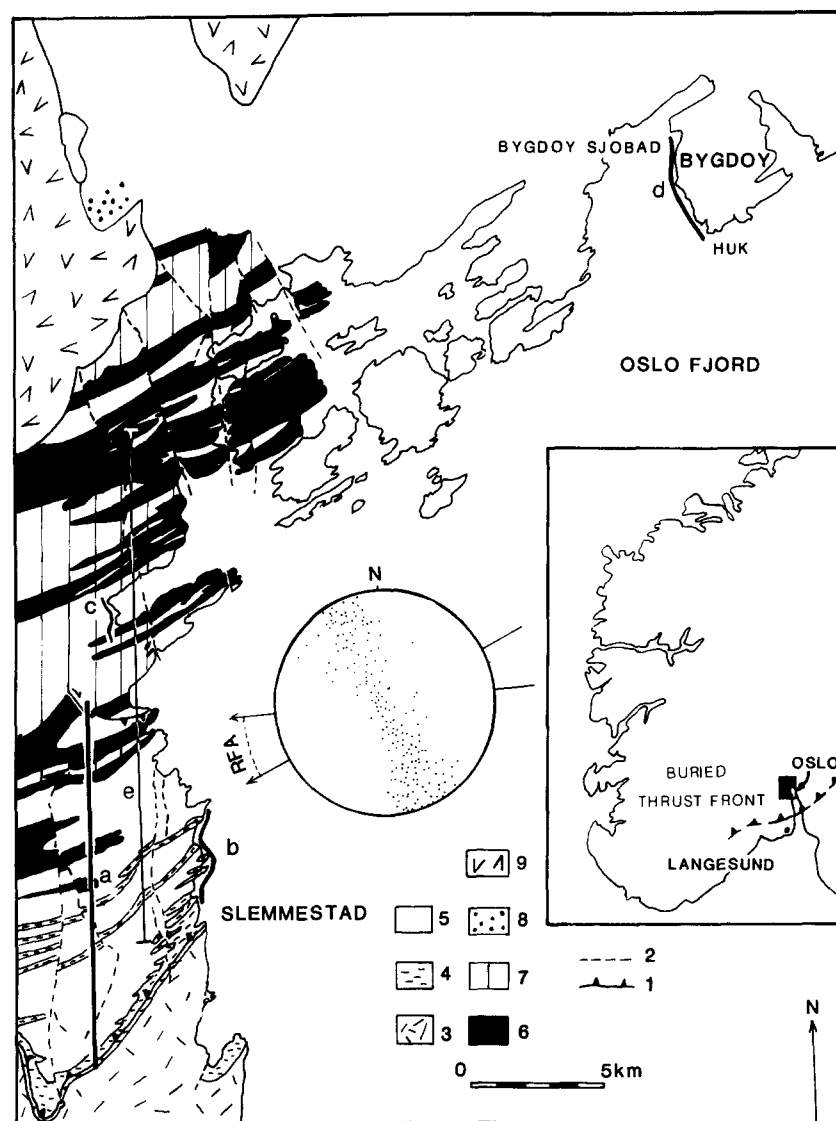 BYGDOY SJOBAD
BYGDOY
d
HUK
OSLO FJORD
N
c
RFA
e
a
b
SLEMMESTAD
BURIED
THRUST FRONT
OSLO
LANGESUND
9
5
8
4
7
3
6
2
1
0
5km
N